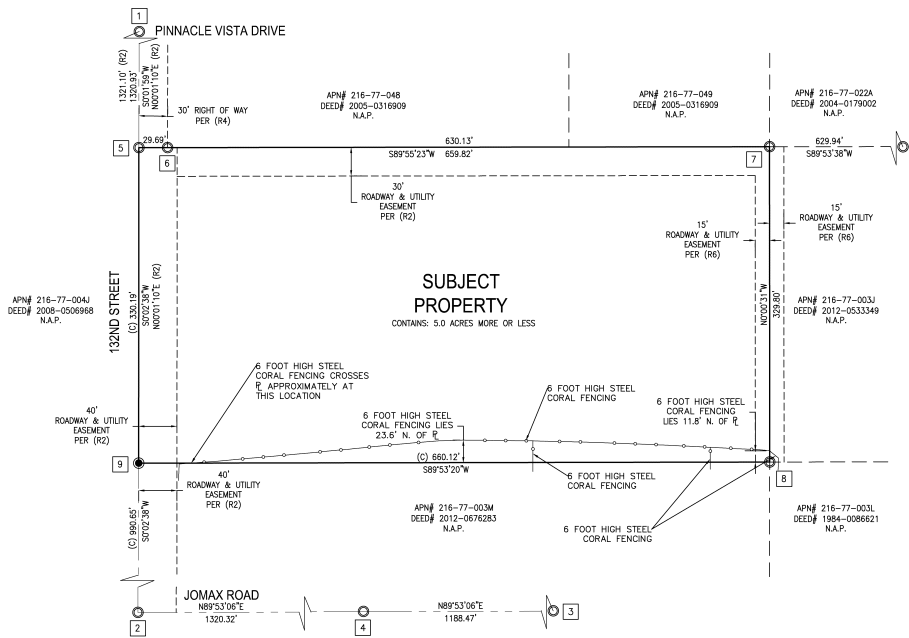 1
PINNACLE VISTA DRIVE
1321.10' (R2)
1320.93'
S0°01'59"W
N00°01'10"E (R2)
30' RIGHT OF WAY
PER (R4)
APN# 216-77-048
DEED# 2005-0316909
N.A.P.
APN# 216-77-049
DEED# 2005-0316909
N.A.P.
APN# 216-77-022A
DEED# 2004-0179002
N.A.P.
5
29.69'
6
630.13'
S89°55'23"W 659.82'
7
629.94'
S89°53'38"W
30'
ROADWAY & UTILITY
EASEMENT
PER (R2)
15'
ROADWAY & UTILITY
EASEMENT
PER (R6)
15'
ROADWAY & UTILITY
EASEMENT
PER (R6)
SUBJECT
PROPERTY
CONTAINS: 5.0 ACRES MORE OR LESS
APN# 216-77-004J
DEED# 2008-0506968
N.A.P.
132ND STREET
(C) 330.19'
S0°02'38"W
N00°01'10"E (R2)
N0°00'31"W
329.80'
APN# 216-77-003J
DEED# 2012-0533349
N.A.P.
6 FOOT HIGH STEEL
CORAL FENCING CROSSES
PL APPROXIMATELY AT
THIS LOCATION
6 FOOT HIGH STEEL
CORAL FENCING LIES
23.6' N. OF PL
6 FOOT HIGH STEEL
CORAL FENCING
6 FOOT HIGH STEEL
CORAL FENCING
LIES 11.8' N. OF PL
40'
ROADWAY & UTILITY
EASEMENT
PER (R2)
9
(C) 660.12'
S89°53'20"W
8
40'
ROADWAY & UTILITY
EASEMENT
PER (R2)
6 FOOT HIGH STEEL
CORAL FENCING
6 FOOT HIGH STEEL
CORAL FENCING
(C) 990.65'
S0°02'38"W
APN# 216-77-003M
DEED# 2012-0676283
N.A.P.
APN# 216-77-003L
DEED# 1984-0086621
N.A.P.
JOMAX ROAD
N89°53'06"E
1320.32'
N89°53'06"E
1188.47'
2
4
3